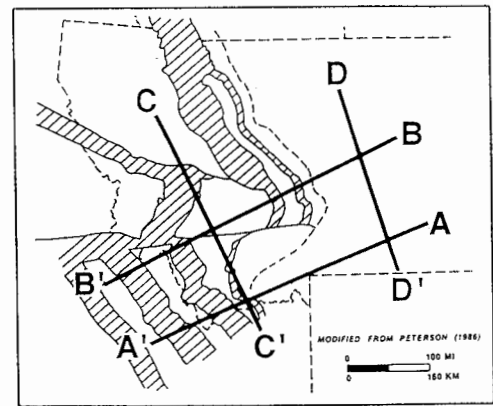 D
C
B
A
B'
D'
A'
C'
MODIFIED FROM PETERSON (1986)
0 100 MI
0 160 KM